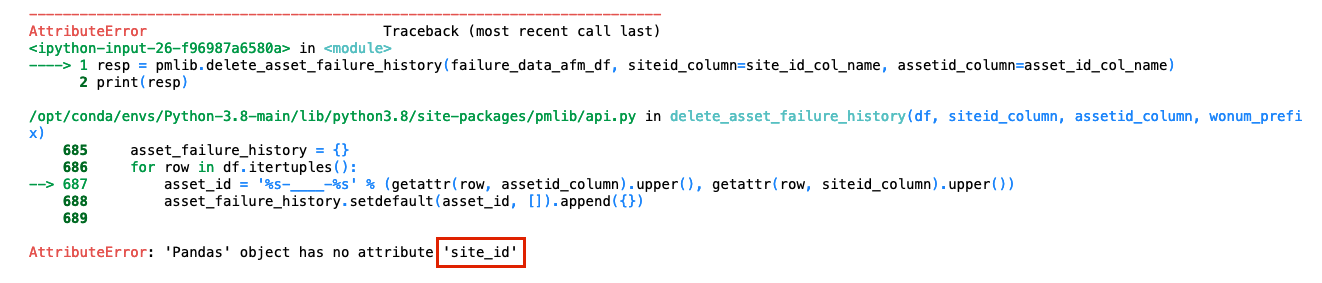 ---------------------------------------------------------------------------
AttributeError                            Traceback (most recent call last)
<ipython-input-26-f96987a6580a> in <module>
----> 1 resp = pmlib.delete_asset_failure_history(failure_data_afm_df, siteid_column=site_id_col_name, assetid_column=asset_id_col_name)
      2 print(resp)
/opt/conda/envs/Python-3.8-main/lib/python3.8/site-packages/pmlib/api.py in delete_asset_failure_history(df, siteid_column, assetid_column, wonum_prefi
x)
    685     asset_failure_history = {}
    686     for row in df.itertuples():
--> 687         asset_id = '%s-____-%s' % (getattr(row, assetid_column).upper(), getattr(row, siteid_column).upper())
    688         asset_failure_history.setdefault(asset_id, []).append({})
    689
AttributeError: 'Pandas' object has no attribute 'site_id'